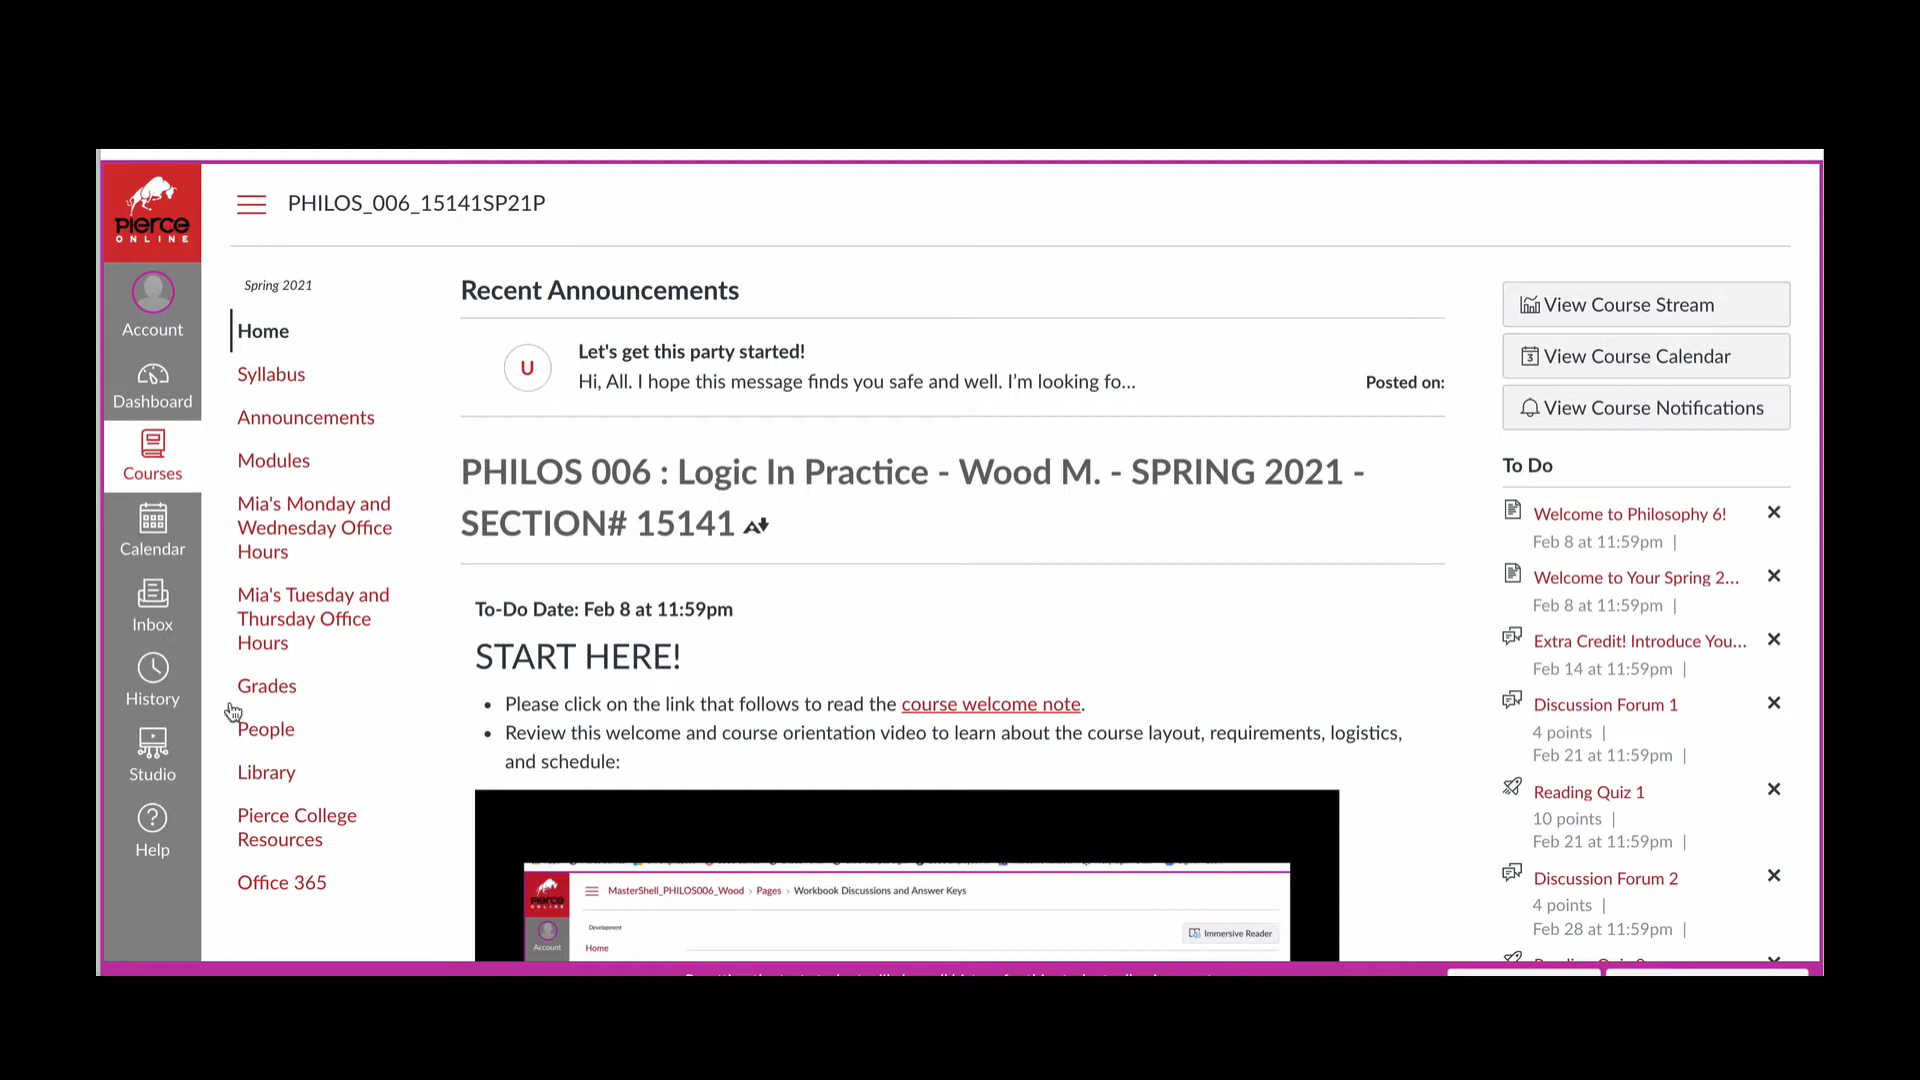 PIERCE
ONLINE
PHILOS_006_15141SP21P
Account
Dashboard
Courses
Calendar
Inbox
History
Studio
Help
Spring 2021
Home
Syllabus
Announcements
Modules
Mia's Monday and
Wednesday Office
Hours
Mia's Tuesday and
Thursday Office
Hours
Grades
People
Library
Pierce College
Resources
Office 365
Recent Announcements
U
Let's get this party started!
Hi, All. I hope this message finds you safe and well. I'm looking fo...
Posted on:
PHILOS 006 : Logic In Practice - Wood M. - SPRING 2021 -
SECTION# 15141
To-Do Date: Feb 8 at 11:59pm
START HERE!
• Please click on the link that follows to read the course welcome note.
• Review this welcome and course orientation video to learn about the course layout, requirements, logistics,
and schedule:
PIERCE
ONLINE
MasterShell_PHILOS006_Wood › Pages › Workbook Discussions and Answer Keys
Account
Development
Home
Immersive Reader
View Course Stream
3 View Course Calendar
View Course Notifications
To Do
Welcome to Philosophy 6!
Feb 8 at 11:59pm |
Welcome to Your Spring 2...
Feb 8 at 11:59pm |
Extra Credit! Introduce You...
Feb 14 at 11:59pm |
Discussion Forum 1
4 points |
Feb 21 at 11:59pm |
Reading Quiz 1
10 points |
Feb 21 at 11:59pm |
Discussion Forum 2
4 points |
Feb 28 at 11:59pm |